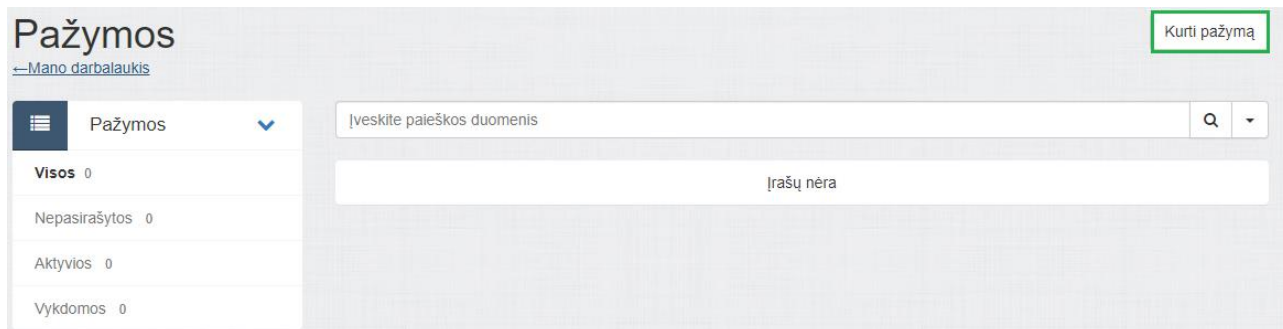 Pažymos
Kurti pažymą
←Mano darbalaukis
Pažymos
Įveskite paieškos duomenis
Visos 0
Įrašų nėra
Nepasirašytos 0
Aktyvios 0
Vykdomos 0